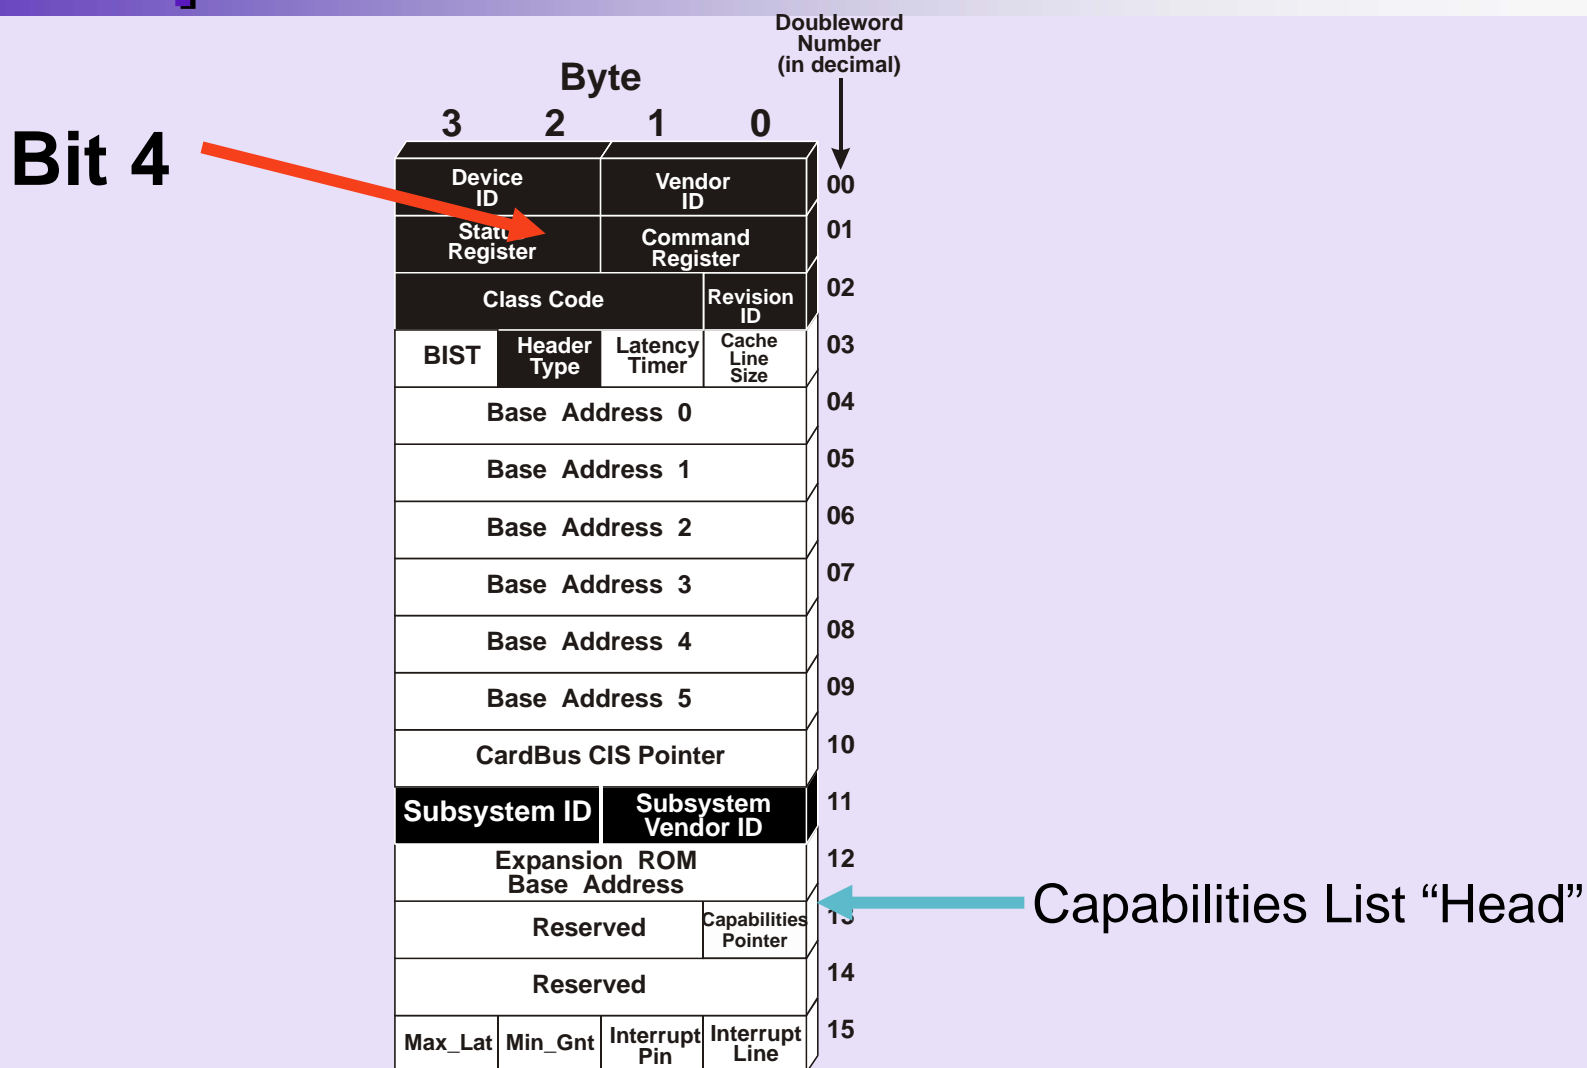 Doubleword
Number
(in decimal)
Byte
3 2 1 0
Bit 4
Device
ID
Vendor
ID
00
Register
Command
Register
01
Class Code
Revision
ID
02
BIST
Header
Type
Latency
Timer
Cache
Line
Size
03
Base Address 0
04
Base Address 1
05
Base Address 2
06
Base Address 3
07
Base Address 4
08
Base Address 5
09
CardBus CIS Pointer
10
Subsystem ID
Subsystem
Vendor ID
11
Expansion ROM
Base Address
12
Capabilities List “Head”
Reserved
Capabilities
Pointer
13
Reserved
14
Max_Lat
Min_Gnt
Interrupt
Pin
Interrupt
Line
15